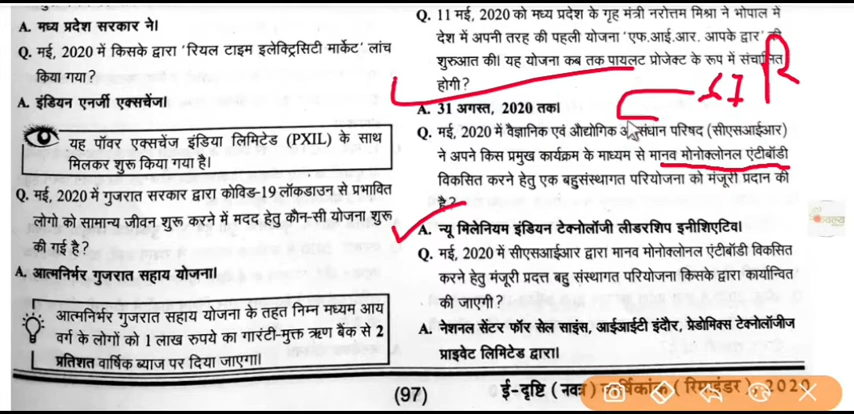 A. मध्य प्रदेश सरकार ने।
Q. मई, 2020 में किसके द्वारा 'रियल टाइम इलेक्ट्रिसिटी मार्केट' लांच
किया गया?
A. इंडियन एनर्जी एक्सचेंज।
यह पॉवर एक्सचेंज इंडिया लिमिटेड (PXIL) के साथ
मिलकर शुरू किया गया है।
Q. मई, 2020 में गुजरात सरकार द्वारा कोविड-19 लॉकडाउन से प्रभावित
लोगो को सामान्य जीवन शुरू करने में मदद हेतु कौन-सी योजना शुरू
की गई है?
A. आत्मनिर्भर गुजरात सहाय योजना।
आत्मनिर्भर गुजरात सहाय योजना के तहत निम्न मध्यम आय
वर्ग के लोगों को 1 लाख रुपये का गारंटी-मुक्त ऋण बैंक से 2
प्रतिशत वार्षिक ब्याज पर दिया जाएगा।
Q. 11 मई, 2020 को मध्य प्रदेश के गृह मंत्री नरोत्तम मिश्रा ने भोपाल में
देश में अपनी तरह की पहली योजना 'एफ.आई.आर. आपके द्वार' की
शुरुआत की। यह योजना कब तक पायलट प्रोजेक्ट के रूप में संचालित
होगी?
A. 31 अगस्त, 2020 तक।
Q. मई, 2020 में वैज्ञानिक एवं औद्योगिक अनुसंधान परिषद (सीएसआईआर)
ने अपने किस प्रमुख कार्यक्रम के माध्यम से मानव मोनोक्लोनल एंटीबॉडी
विकसित करने हेतु एक बहुसंस्थागत परियोजना को मंजूरी प्रदान की
है?
A. न्यू मिलेनियम इंडियन टेक्नोलॉजी लीडरशिप इनीशिएटिव।
Q. मई, 2020 में सीएसआईआर द्वारा मानव मोनोक्लोनल एंटीबॉडी विकसित
करने हेतु मंजूरी प्रदत्त बहु संस्थागत परियोजना किसके द्वारा कार्यान्वित
की जाएगी?
A. नेशनल सेंटर फॉर सेल साइंस, आईआईटी इंदौर, प्रेडोमिक्स टेक्नोलॉजीज
प्राइवेट लिमिटेड द्वारा।
(97)
ई-दृष्टि (रिमाइंडर), 2020